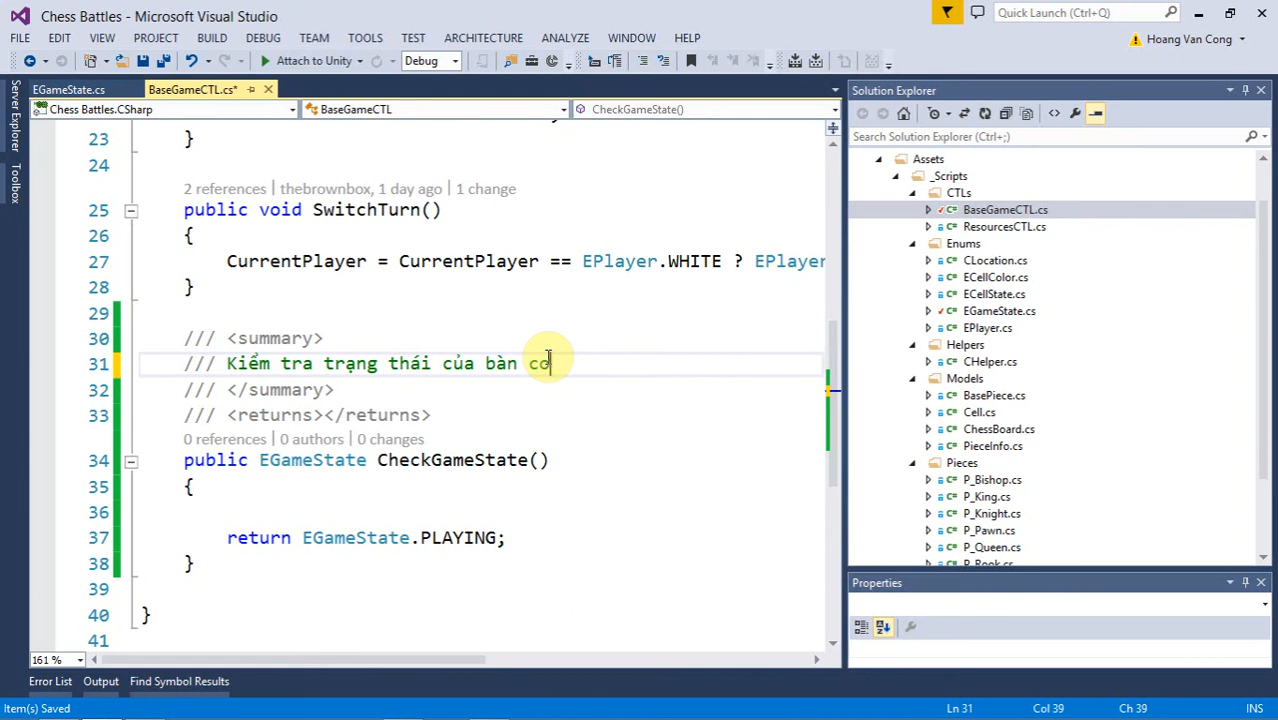 Chess Battles - Microsoft Visual Studio
Quick Launch (Ctrl+Q)
FILE EDIT VIEW PROJECT BUILD DEBUG TEAM TOOLS TEST ARCHITECTURE ANALYZE WINDOW HELP
Hoang Van Cong
Attach to Unity
Debug
Server Explorer
Toolbox
EGameState.cs
BaseGameCTL.cs*
Chess Battles.CSharp
BaseGameCTL
CheckGameState()
23 }
24
2 references | thebrownbox, 1 day ago | 1 change
25 public void SwitchTurn()
26 {
27 CurrentPlayer = CurrentPlayer == EPlayer.WHITE ? EPlayer
28 }
29
30 /// <summary>
31 /// Kiểm tra trạng thái của bàn co
32 /// </summary>
33 /// <returns></returns>
0 references | 0 authors | 0 changes
34 public EGameState CheckGameState()
35 {
36
37 return EGameState.PLAYING;
38 }
39
40 }
41
161 %
Solution Explorer
Search Solution Explorer (Ctrl+;)
Assets
_Scripts
CTLs
BaseGameCTL.cs
ResourcesCTL.cs
Enums
CLocation.cs
ECellColor.cs
ECellState.cs
EGameState.cs
EPlayer.cs
Helpers
CHelper.cs
Models
BasePiece.cs
Cell.cs
ChessBoard.cs
PieceInfo.cs
Pieces
P_Bishop.cs
P_King.cs
P_Knight.cs
P_Pawn.cs
P_Queen.cs
P_Rook.cs
Properties
Error List Output Find Symbol Results
Item(s) Saved
Ln 31 Col 39 Ch 39 INS